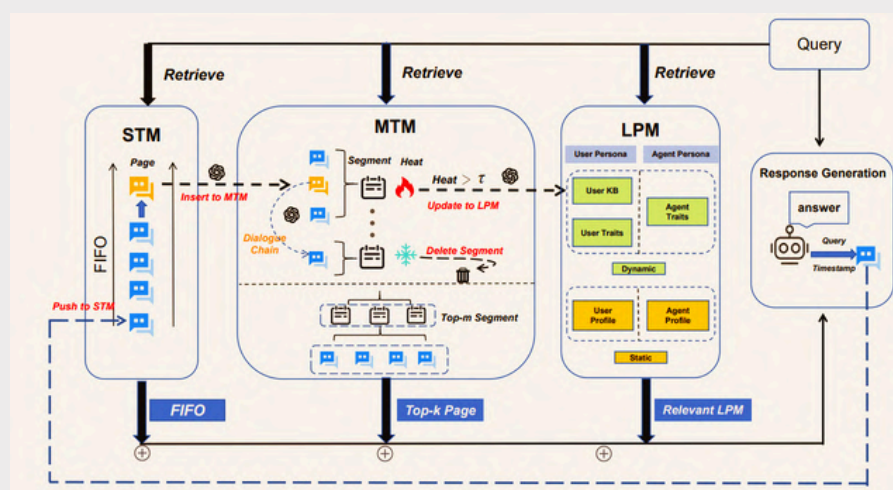 Query
Retrieve
Retrieve
Retrieve
STM
Page
FIFO
Push to STM
Insert to MTM
MTM
Segment
Heat
Heat > τ
Update to LPM
Dialogue
Chain
Delete Segment
Top-m Segment
LPM
User Persona
Agent Persona
User KB
User Traits
Agent
Traits
Dynamic
User
Profile
Agent
Profile
Static
Response Generation
answer
Query
Timestamp
FIFO
Top-k Page
Relevant LPM